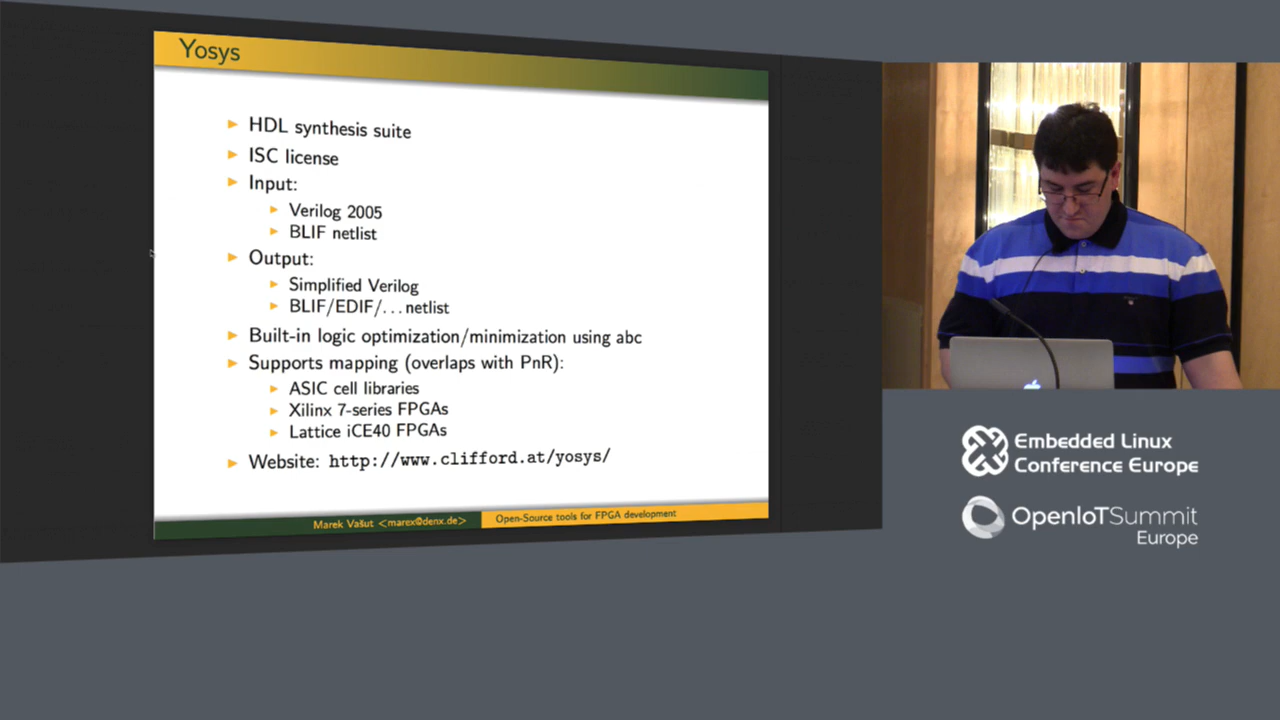 Yosys
HDL synthesis suite
ISC license
Input:
Verilog 2005
BLIF netlist
Output:
Simplified Verilog
BLIF/EDIF/...netlist
Built-in logic optimization/minimization using abc
Supports mapping (overlaps with PnR):
ASIC cell libraries
Xilinx 7-series FPGAs
Lattice iCE40 FPGAs
Website: http://www.clifford.at/yosys/
Marek Vašut <marex@denx.de>
Open-Source tools for FPGA development
Embedded Linux
Conference Europe
OpenIoTSummit
Europe